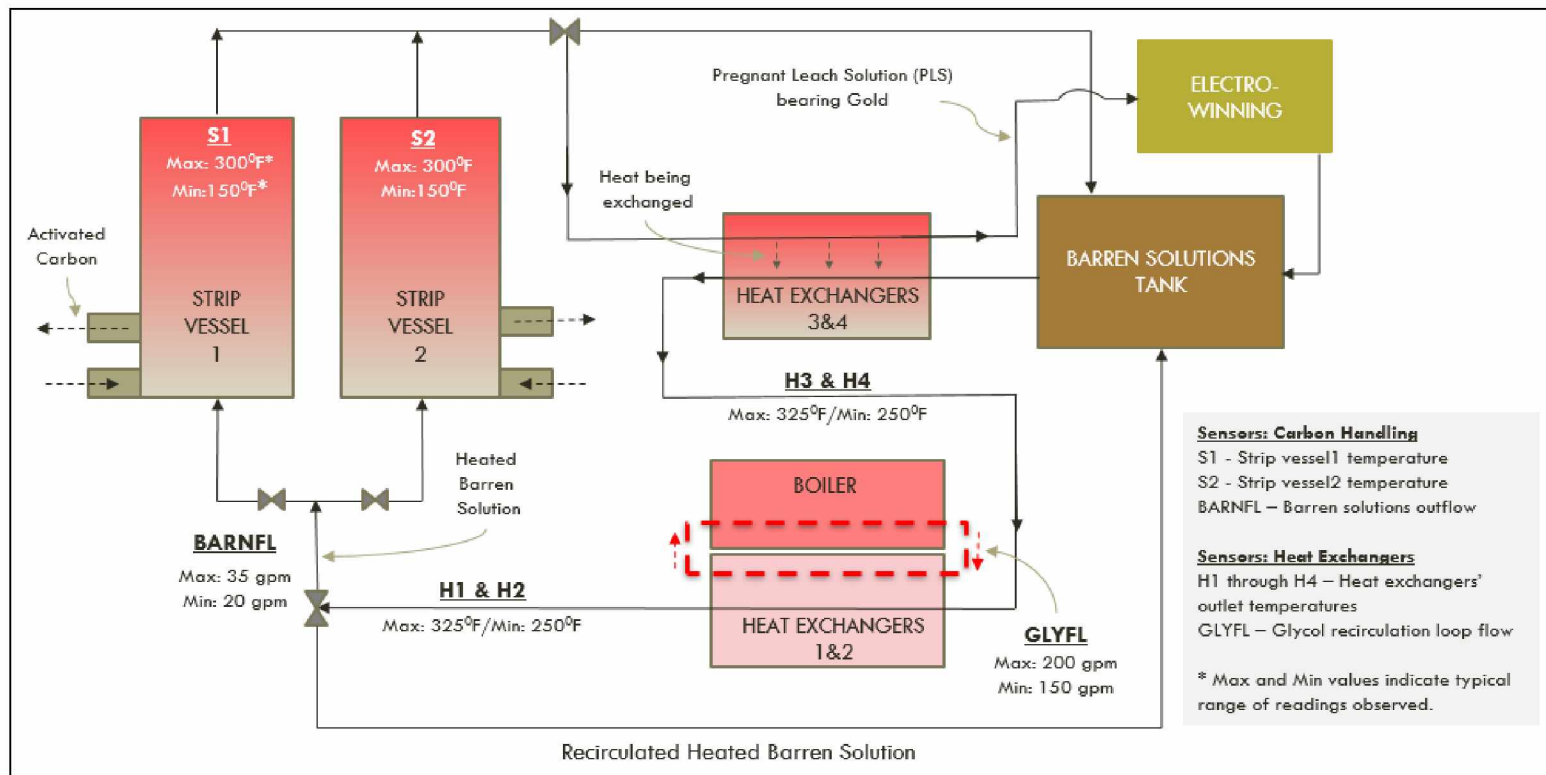 S1
Max: 300⁰F*
Min:150⁰F*
S2
Max: 300⁰F
Min:150⁰F
Pregnant Leach Solution (PLS)
bearing Gold
ELECTRO-
WINNING
Heat being
exchanged
Activated
Carbon
STRIP
VESSEL
1
STRIP
VESSEL
2
HEAT EXCHANGERS
3&4
BARREN SOLUTIONS
TANK
H3 & H4
Max: 325⁰F/Min: 250⁰F
Heated
Barren
Solution
BOILER
BARNFL
Max: 35 gpm
Min: 20 gpm
H1 & H2
Max: 325⁰F/Min: 250⁰F
HEAT EXCHANGERS
1&2
GLYFL
Max: 200 gpm
Min: 150 gpm
Sensors: Carbon Handling
S1 - Strip vessel1 temperature
S2 - Strip vessel2 temperature
BARNFL – Barren solutions outflow
Sensors: Heat Exchangers
H1 through H4 – Heat exchangers'
outlet temperatures
GLYFL – Glycol recirculation loop flow
* Max and Min values indicate typical
range of readings observed.
Recirculated Heated Barren Solution